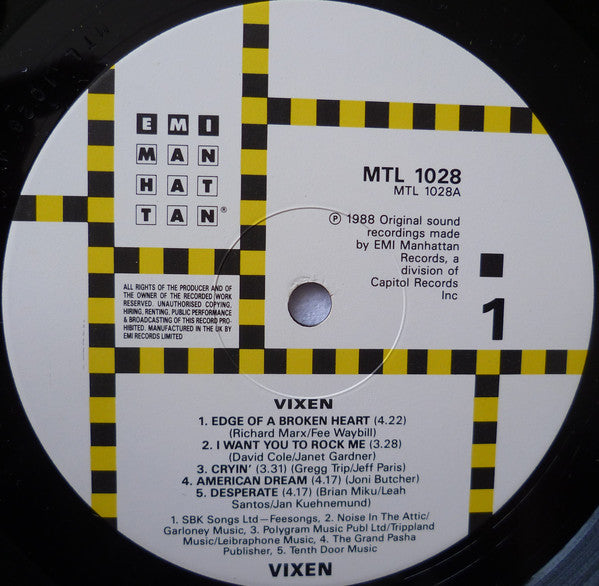 EMI
MAN
HAT
TAN®
MTL 1028
MTL 1028A
℗ 1988 Original sound
recordings made
by EMI Manhattan
Records, a
division of
Capitol Records
Inc
1
ALL RIGHTS OF THE PRODUCER AND OF
THE OWNER OF THE RECORDED WORK
RESERVED. UNAUTHORISED COPYING,
HIRING, RENTING, PUBLIC PERFORMANCE
& BROADCASTING OF THIS RECORD PRO-
HIBITED. MANUFACTURED IN THE UK BY
EMI RECORDS LIMITED
VIXEN
1. EDGE OF A BROKEN HEART (4.22)
(Richard Marx/Fee Waybill)
2. I WANT YOU TO ROCK ME (3.28)
(David Cole/Janet Gardner)
3. CRYIN' (3.31) (Gregg Trip/Jeff Paris)
4. AMERICAN DREAM (4.17) (Joni Butcher)
5. DESPERATE (4.17) (Brian Miku/Leah
Santos/Jan Kuehnemund)
1. SBK Songs Ltd—Feesongs, 2. Noise In The Attic/
Garloney Music, 3. Polygram Music Publ Ltd/Trippland
Music/Leibraphone Music, 4. The Grand Pasha
Publisher, 5. Tenth Door Music
VIXEN